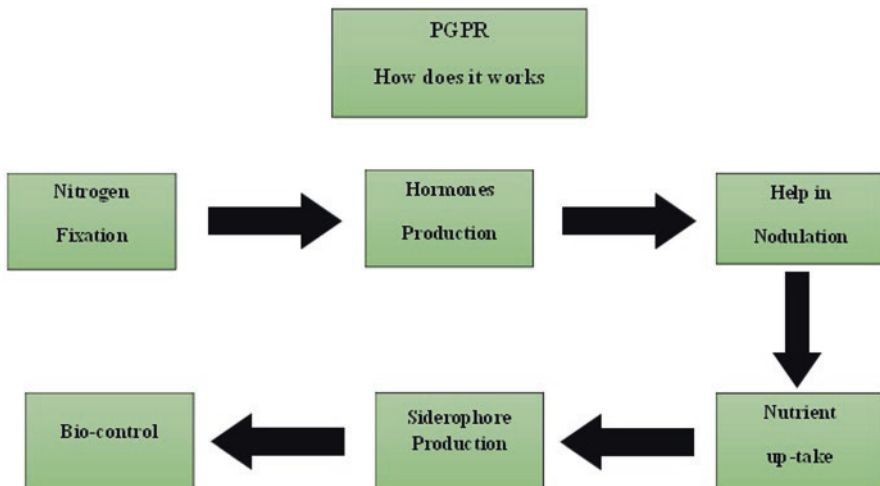 PGPR
How does it works
Nitrogen
Fixation
Hormones
Production
Help in
Nodulation
Nutrient
up-take
Siderophore
Production
Bio-control